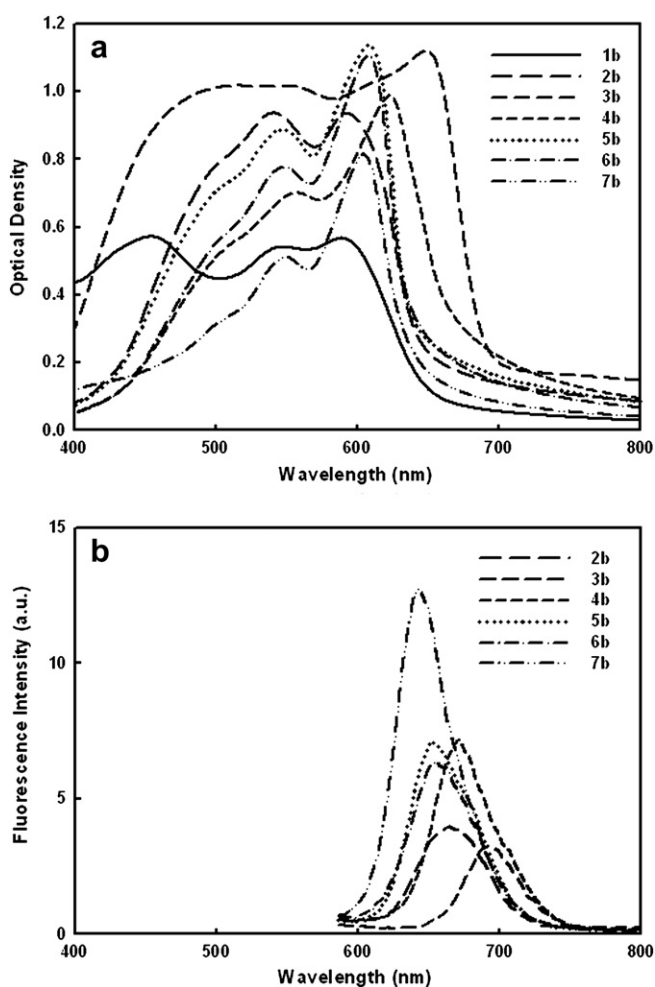 a
1.2
1.0
0.8
0.6
0.4
0.2
0.0
Optical Density
400
500
600
700
800
Wavelength (nm)
1b
2b
3b
4b
5b
6b
7b
b
15
10
5
0
Fluorescence Intensity (a.u.)
400
500
600
700
800
Wavelength (nm)
2b
3b
4b
5b
6b
7b